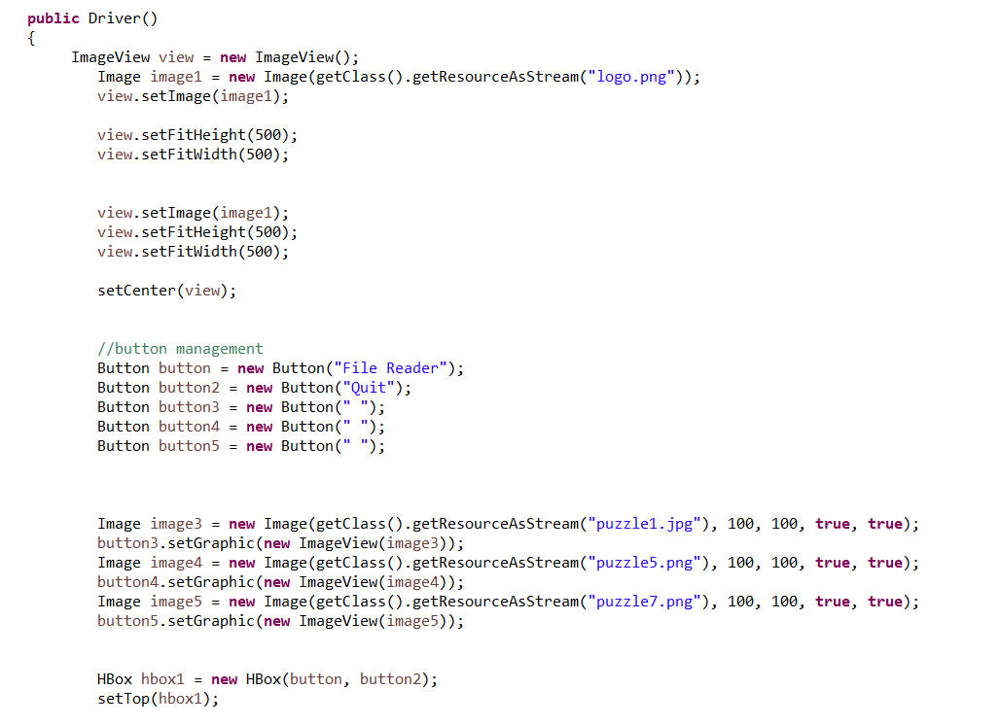 public Driver()
{
ImageView view = new ImageView();
Image image1 = new Image(getClass().getResourceAsStream("logo.png"));
view.setImage(image1);
view.setFitHeight(500);
view.setFitWidth(500);
view.setImage(image1);
view.setFitHeight(500);
view.setFitWidth(500);
setCenter(view);
//button management
Button button = new Button("File Reader");
Button button2 = new Button("Quit");
Button button3 = new Button(" ");
Button button4 = new Button(" ");
Button button5 = new Button(" ");
Image image3 = new Image(getClass().getResourceAsStream("puzzle1.jpg"), 100, 100, true, true);
button3.setGraphic(new ImageView(image3));
Image image4 = new Image(getClass().getResourceAsStream("puzzle5.png"), 100, 100, true, true);
button4.setGraphic(new ImageView(image4));
Image image5 = new Image(getClass().getResourceAsStream("puzzle7.png"), 100, 100, true, true);
button5.setGraphic(new ImageView(image5));
HBox hbox1 = new HBox(button, button2);
setTop(hbox1);